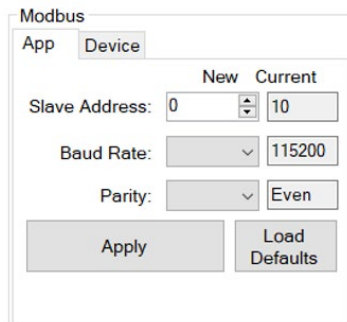 Modbus
App Device
New Current
Slave Address: 0 10
Baud Rate: 115200
Parity: Even
Apply Load Defaults